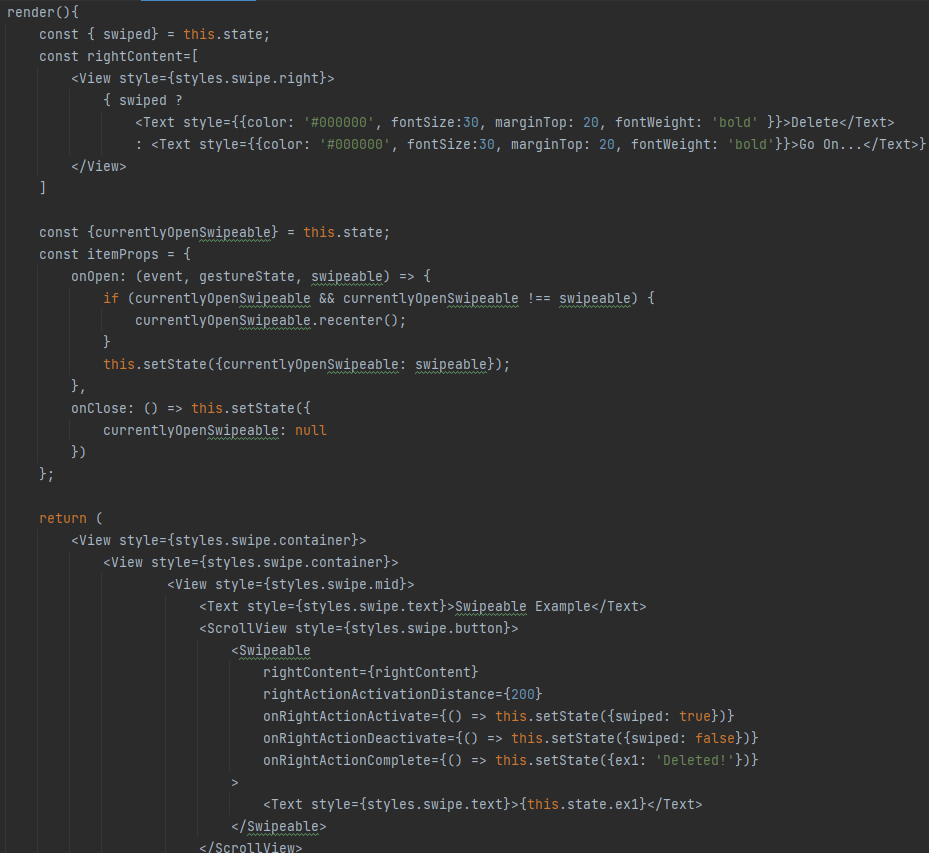 render(){
    const { swiped} = this.state;
    const rightContent=[
        <View style={styles.swipe.right}>
            { swiped ?
                <Text style={{color: '#000000', fontSize:30, marginTop: 20, fontWeight: 'bold' }}>Delete</Text>
                : <Text style={{color: '#000000', fontSize:30, marginTop: 20, fontWeight: 'bold'}}>Go On...</Text>}
        </View>
    ]

    const {currentlyOpenSwipeable} = this.state;
    const itemProps = {
        onOpen: (event, gestureState, swipeable) => {
            if (currentlyOpenSwipeable && currentlyOpenSwipeable !== swipeable) {
                currentlyOpenSwipeable.recenter();
            }
            this.setState({currentlyOpenSwipeable: swipeable});
        },
        onClose: () => this.setState({
            currentlyOpenSwipeable: null
        })
    };

    return (
        <View style={styles.swipe.container}>
            <View style={styles.swipe.container}>
                    <View style={styles.swipe.mid}>
                        <Text style={styles.swipe.text}>Swipeable Example</Text>
                        <ScrollView style={styles.swipe.button}>
                            <Swipeable
                                rightContent={rightContent}
                                rightActionActivationDistance={200}
                                onRightActionActivate={() => this.setState({swiped: true})}
                                onRightActionDeactivate={() => this.setState({swiped: false})}
                                onRightActionComplete={() => this.setState({ex1: 'Deleted!'})}
                            >
                                <Text style={styles.swipe.text}>{this.state.ex1}</Text>
                            </Swipeable>
                        </ScrollView>